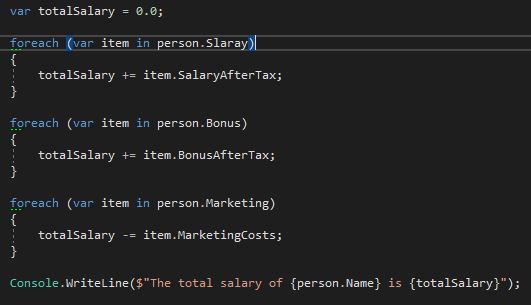 var totalSalary = 0.0;
foreach (var item in person.Slaray)
{
totalSalary += item.SalaryAfterTax;
}
foreach (var item in person.Bonus)
{
totalSalary += item.BonusAfterTax;
}
foreach (var item in person.Marketing)
{
totalSalary -= item.MarketingCosts;
}
Console.WriteLine($"The total salary of {person.Name} is {totalSalary}");